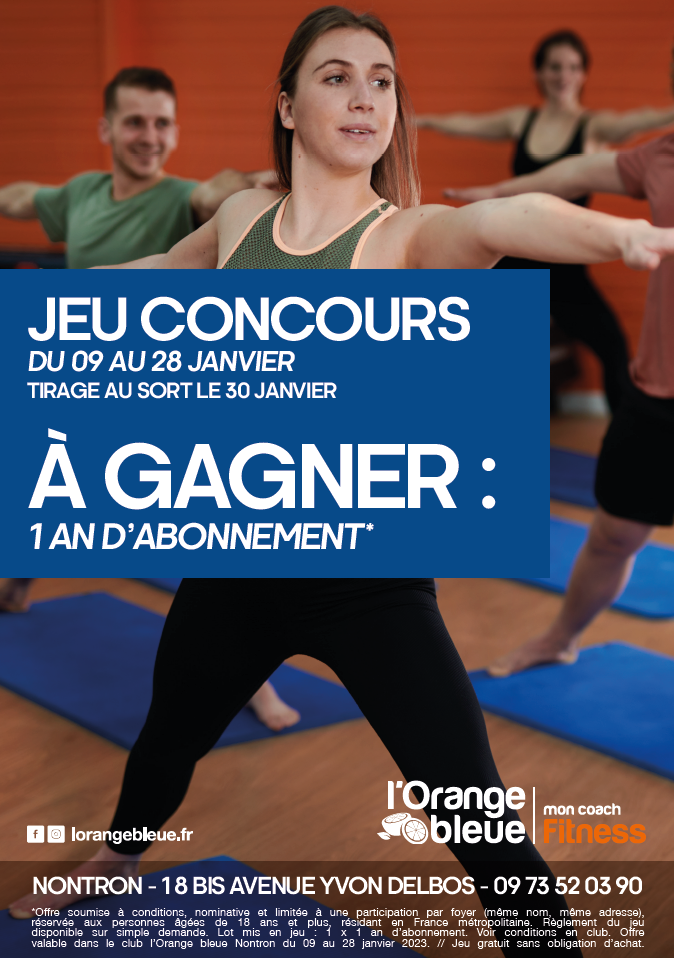 JEU CONCOURS
DU 09 AU 28 JANVIER
TIRAGE AU SORT LE 30 JANVIER
À GAGNER :
1 AN D'ABONNEMENT*
l'Orange
bleue
mon coach
Fitness
f lorangebleue.fr
NONTRON - 18 BIS AVENUE YVON DELBOS - 09 73 52 03 90
*Offre soumise à conditions, nominative et limitée à une participation par foyer (même nom, même adresse),
réservée aux personnes âgées de 18 ans et plus, résidant en France métropolitaine. Règlement du jeu
disponible sur simple demande. Lot mis en jeu : 1 x 1 an d'abonnement. Voir conditions en club. Offre
valable dans le club l'Orange bleue Nontron du 09 au 28 janvier 2023. // Jeu gratuit sans obligation d'achat.